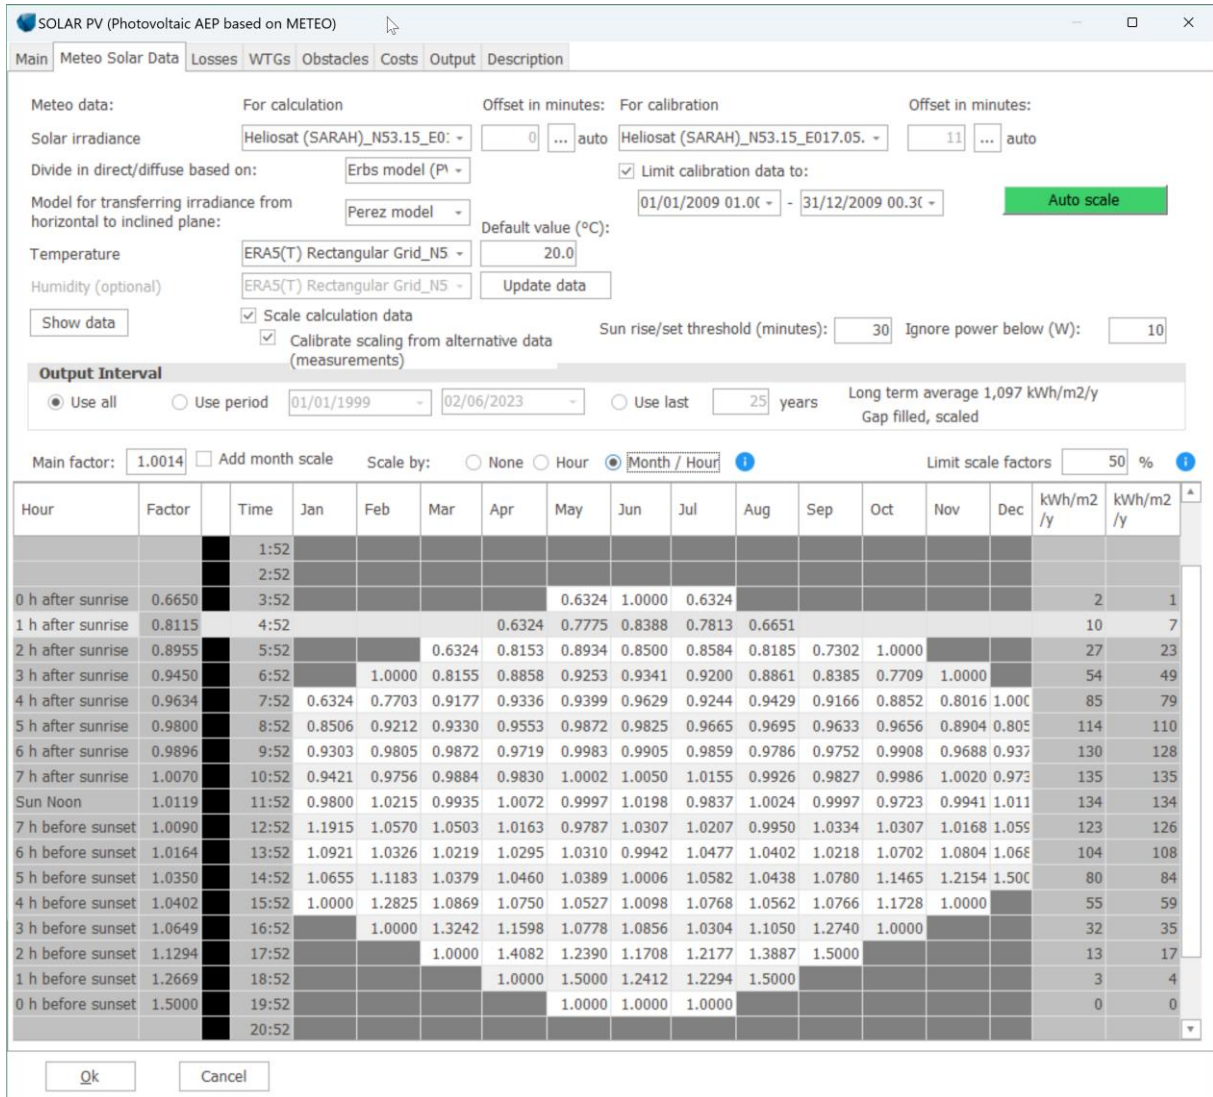 SOLAR PV (Photovoltaic AEP based on METEO)
Main Meteo Solar Data Losses WTGs Obstacles Costs Output Description
Meteo data: For calculation Offset in minutes: For calibration Offset in minutes:
Solar irradiance Heliosat (SARAH)_N53.15_E0: 0 ... auto Heliosat (SARAH)_N53.15_E017.05. 11 ... auto
Divide in direct/diffuse based on: Erbs model (P\ Limit calibration data to:
Model for transferring irradiance from
horizontal to inclined plane: Perez model 01/01/2009 01.0( - 31/12/2009 00.3( Auto scale
Default value (°C):
Temperature ERA5(T) Rectangular Grid_N5 20.0
Humidity (optional) ERA5(T) Rectangular Grid_N5 Update data
Show data Scale calculation data
Calibrate scaling from alternative data
(measurements)
Sun rise/set threshold (minutes): 30 Ignore power below (W): 10
Output Interval
Use all Use period 01/01/1999 02/06/2023 Use last 25 years Long term average 1,097 kWh/m2/y
Gap filled, scaled
Main factor: 1.0014 Add month scale Scale by: None Hour Month / Hour Limit scale factors 50 %
Hour Factor Time Jan Feb Mar Apr May Jun Jul Aug Sep Oct Nov Dec kWh/m2 /y kWh/m2 /y
1:52
2:52
0 h after sunrise 0.6650 3:52 0.6324 1.0000 0.6324 2 1
1 h after sunrise 0.8115 4:52 0.6324 0.7775 0.8388 0.7813 0.6651 10 7
2 h after sunrise 0.8955 5:52 0.6324 0.8153 0.8934 0.8500 0.8584 0.8185 0.7302 1.0000 27 23
3 h after sunrise 0.9450 6:52 1.0000 0.8155 0.8858 0.9253 0.9341 0.9200 0.8861 0.8385 0.7709 1.0000 54 49
4 h after sunrise 0.9634 7:52 0.6324 0.7703 0.9177 0.9336 0.9399 0.9629 0.9244 0.9429 0.9166 0.8852 0.8016 1.000 85 79
5 h after sunrise 0.9800 8:52 0.8506 0.9212 0.9330 0.9553 0.9872 0.9825 0.9665 0.9695 0.9633 0.9656 0.8904 0.805 114 110
6 h after sunrise 0.9896 9:52 0.9303 0.9805 0.9872 0.9719 0.9983 0.9905 0.9859 0.9786 0.9752 0.9908 0.9688 0.937 130 128
7 h after sunrise 1.0070 10:52 0.9421 0.9756 0.9884 0.9830 1.0002 1.0050 1.0155 0.9926 0.9827 0.9986 1.0020 0.973 135 135
Sun Noon 1.0119 11:52 0.9800 1.0215 0.9935 1.0072 0.9997 1.0198 0.9837 1.0024 0.9997 0.9723 0.9941 1.011 134 134
7 h before sunset 1.0090 12:52 1.1915 1.0570 1.0503 1.0163 0.9787 1.0307 1.0207 0.9950 1.0334 1.0307 1.0168 1.059 123 126
6 h before sunset 1.0164 13:52 1.0921 1.0326 1.0219 1.0295 1.0310 0.9942 1.0477 1.0402 1.0218 1.0702 1.0804 1.068 104 108
5 h before sunset 1.0350 14:52 1.0655 1.1183 1.0379 1.0460 1.0389 1.0006 1.0582 1.0438 1.0780 1.1465 1.2154 1.500 80 84
4 h before sunset 1.0402 15:52 1.0000 1.2825 1.0869 1.0750 1.0527 1.0098 1.0768 1.0562 1.0766 1.1728 1.0000 55 59
3 h before sunset 1.0649 16:52 1.0000 1.3242 1.1598 1.0778 1.0856 1.0304 1.1050 1.2740 1.0000 32 35
2 h before sunset 1.1294 17:52 1.0000 1.4082 1.2390 1.1708 1.2177 1.3887 1.5000 13 17
1 h before sunset 1.2669 18:52 1.0000 1.5000 1.2412 1.2294 1.5000 3 4
0 h before sunset 1.5000 19:52 1.0000 1.0000 1.0000 0 0
20:52
Ok Cancel